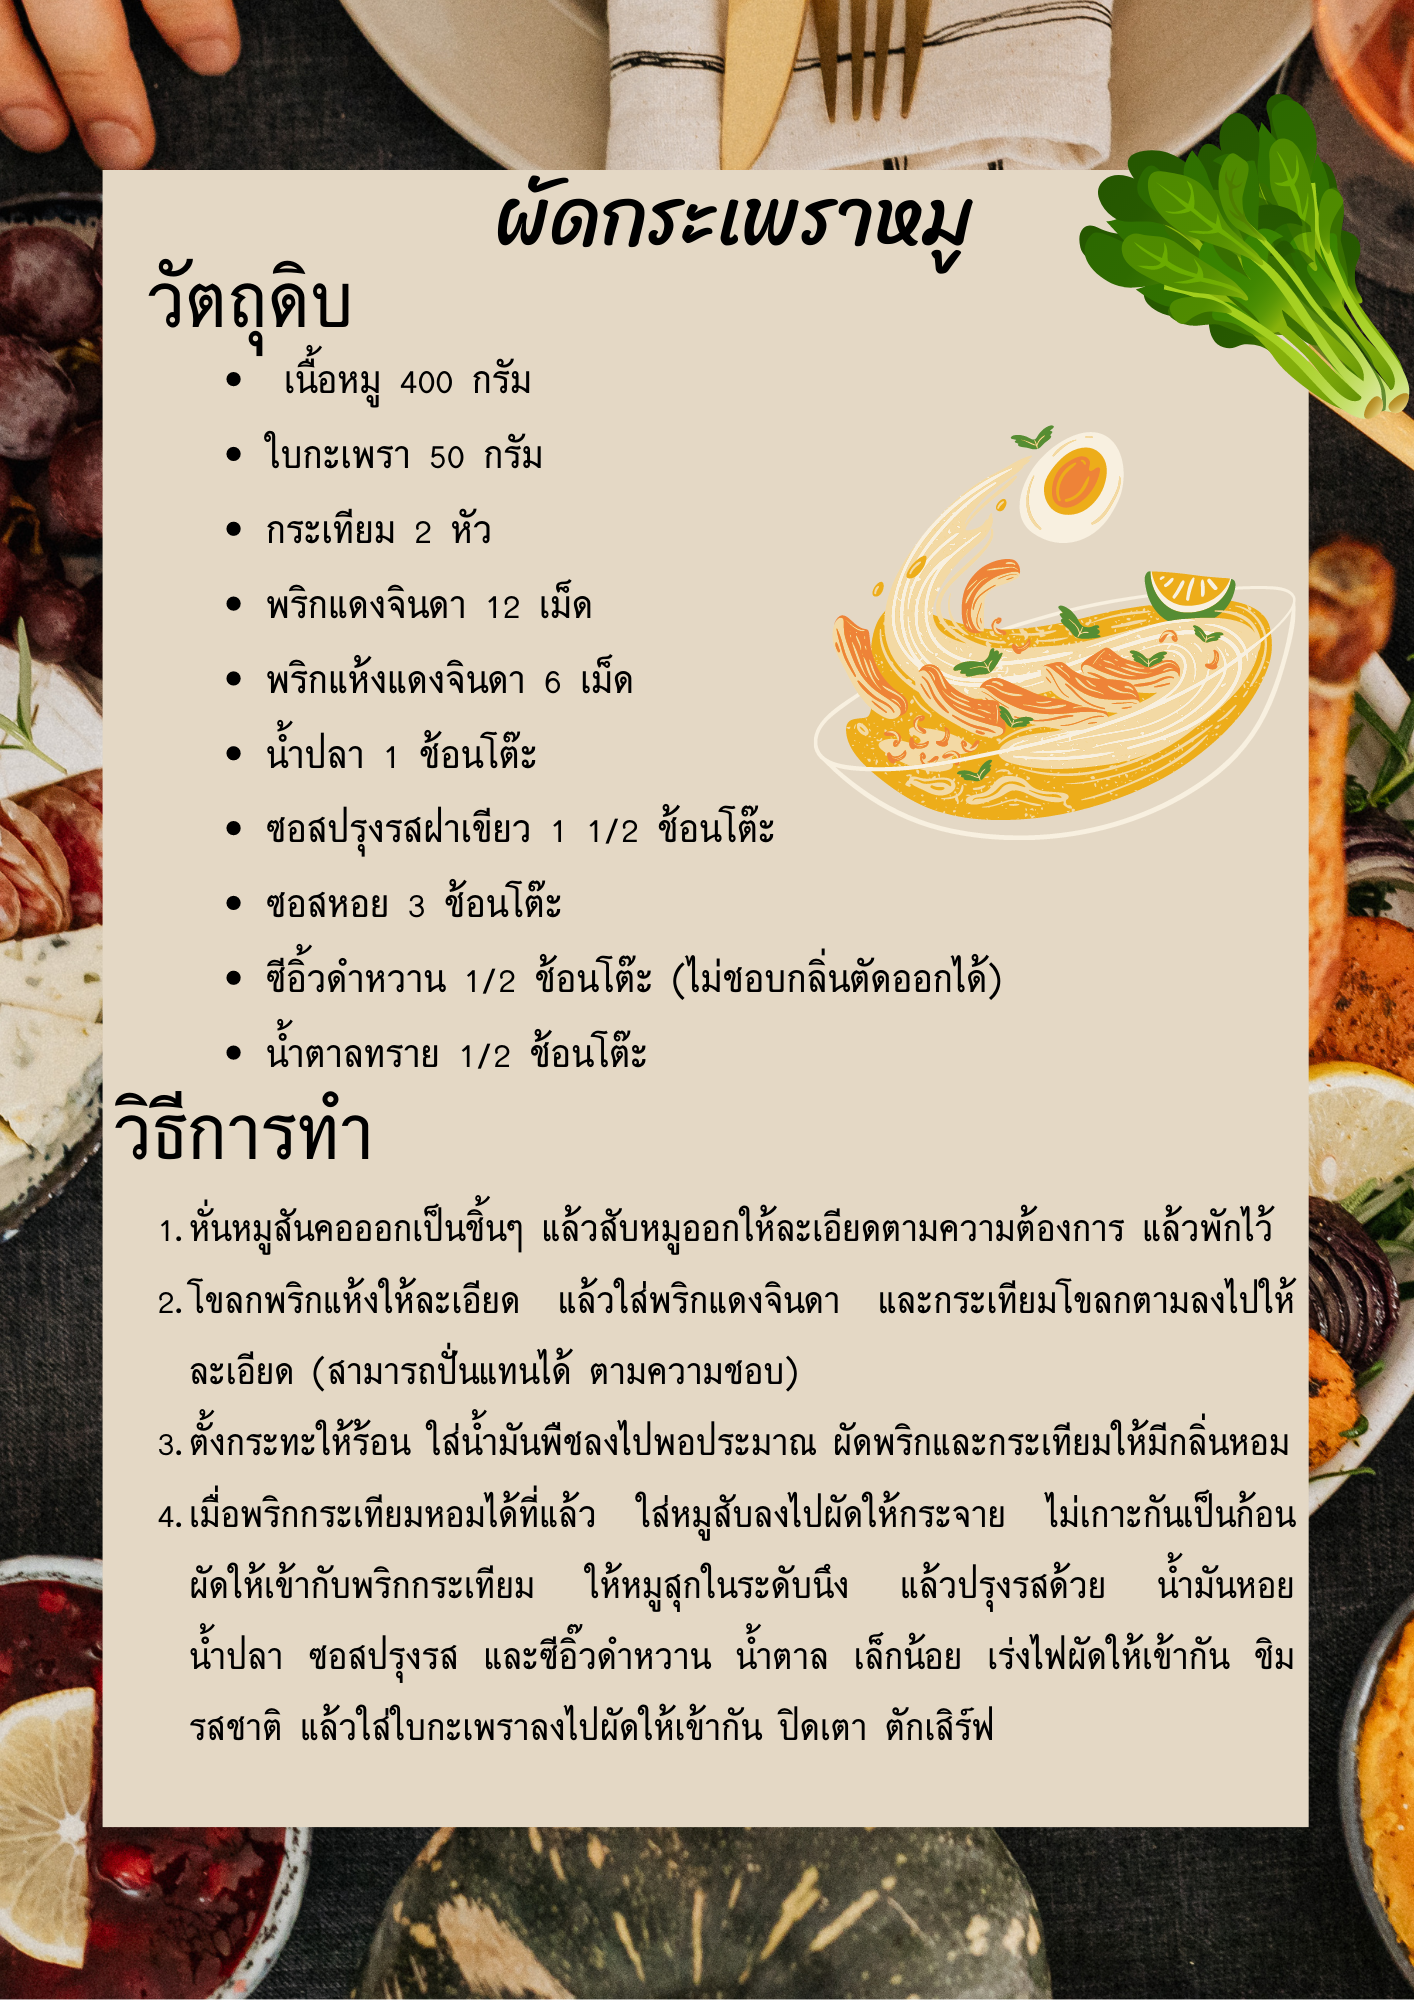 ผัดกระเพราหมู
วัตถุดิบ
• เนื้อหมู 400 กรัม
• ใบกะเพรา 50 กรัม
• กระเทียม 2 หัว
• พริกแดงจินดา 12 เม็ด
• พริกแห้งแดงจินดา 6 เม็ด
• น้ำปลา 1 ช้อนโต๊ะ
• ซอสปรุงรสฝาเขียว 1 1/2 ช้อนโต๊ะ
• ซอสหอย 3 ช้อนโต๊ะ
• ซีอิ้วดำหวาน 1/2 ช้อนโต๊ะ (ไม่ชอบกลิ่นตัดออกได้)
• น้ำตาลทราย 1/2 ช้อนโต๊ะ
วิธีการทำ
1. หั่นหมูสันคอออกเป็นชิ้นๆ แล้วสับหมูออกให้ละเอียดตามความต้องการ แล้วพักไว้
2. โขลกพริกแห้งให้ละเอียด แล้วใส่พริกแดงจินดา และกระเทียมโขลกตามลงไปให้
ละเอียด (สามารถปั่นแทนได้ ตามความชอบ)
3. ตั้งกระทะให้ร้อน ใส่น้ำมันพืชลงไปพอประมาณ ผัดพริกและกระเทียมให้มีกลิ่นหอม
4. เมื่อพริกกระเทียมหอมได้ที่แล้ว ใส่หมูสับลงไปผัดให้กระจาย ไม่เกาะกันเป็นก้อน
ผัดให้เข้ากับพริกกระเทียม ให้หมูสุกในระดับนึง แล้วปรุงรสด้วย น้ำมันหอย
น้ำปลา ซอสปรุงรส และซีอิ๊วดำหวาน น้ำตาล เล็กน้อย เร่งไฟผัดให้เข้ากัน ชิม
รสชาติ แล้วใส่ใบกะเพราลงไปผัดให้เข้ากัน ปิดเตา ตักเสิร์ฟ